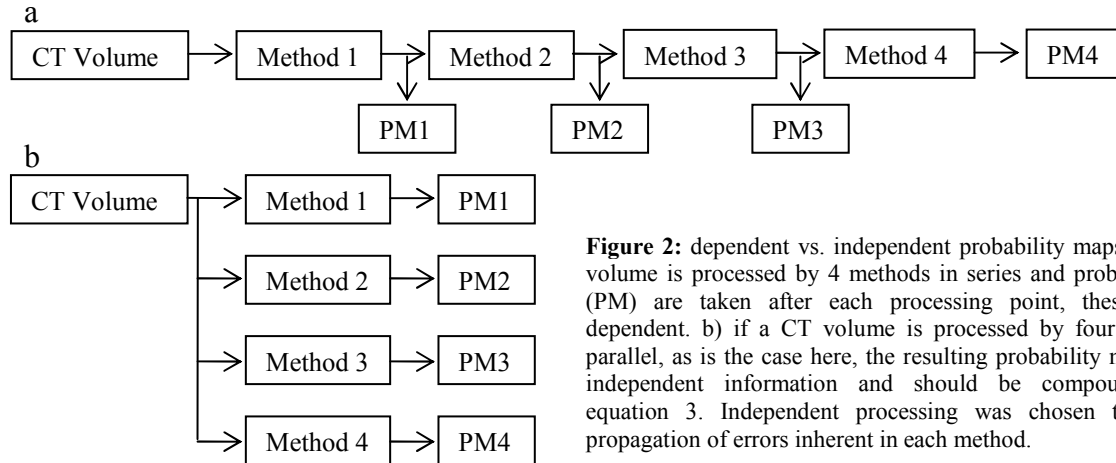 a
CT Volume Method 1 Method 2 Method 3 Method 4 PM4
PM1 PM2 PM3
b
CT Volume Method 1 PM1
Method 2 PM2
Method 3 PM3
Method 4 PM4
Figure 2: dependent vs. independent probability maps
volume is processed by 4 methods in series and prob
(PM) are taken after each processing point, thes
dependent. b) if a CT volume is processed by four
parallel, as is the case here, the resulting probability m
independent information and should be compou
equation 3. Independent processing was chosen t
propagation of errors inherent in each method.